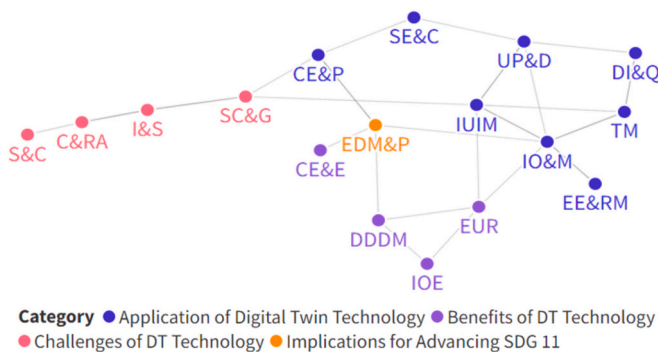 SE&C
UP&D
CE&P
DI&Q
SC&G
I&S
IUIM
TM
C&RA
S&C
EDM&P
IO&M
CE&E
EE&RM
DDDM
EUR
IOE
Category Application of Digital Twin Technology Benefits of DT Technology
Challenges of DT Technology Implications for Advancing SDG 11